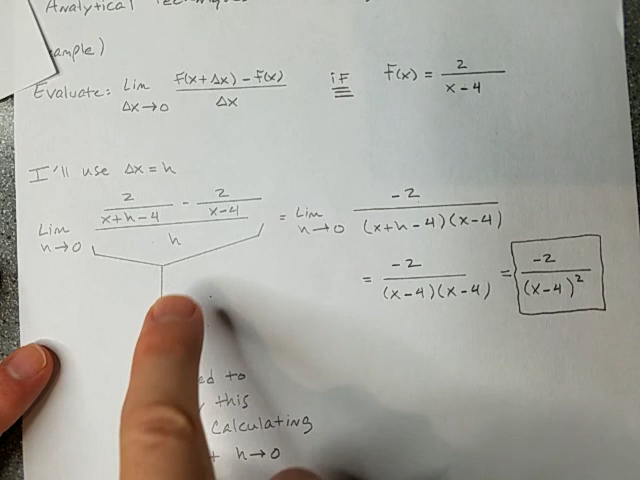 Analytical
ample)
Evaluate: Lim Δx→0 F(x+Δx) - F(x) / Δx IF F(x) = 2 / x-4
I'll use Δx = h
Lim h→0 2 / x+h-4 - 2 / x-4 / h = Lim h→0 -2 / (x+h-4)(x-4)
= -2 / (x-4)(x-4) = -2 / (x-4)²
ed to
this
calculating
h→0